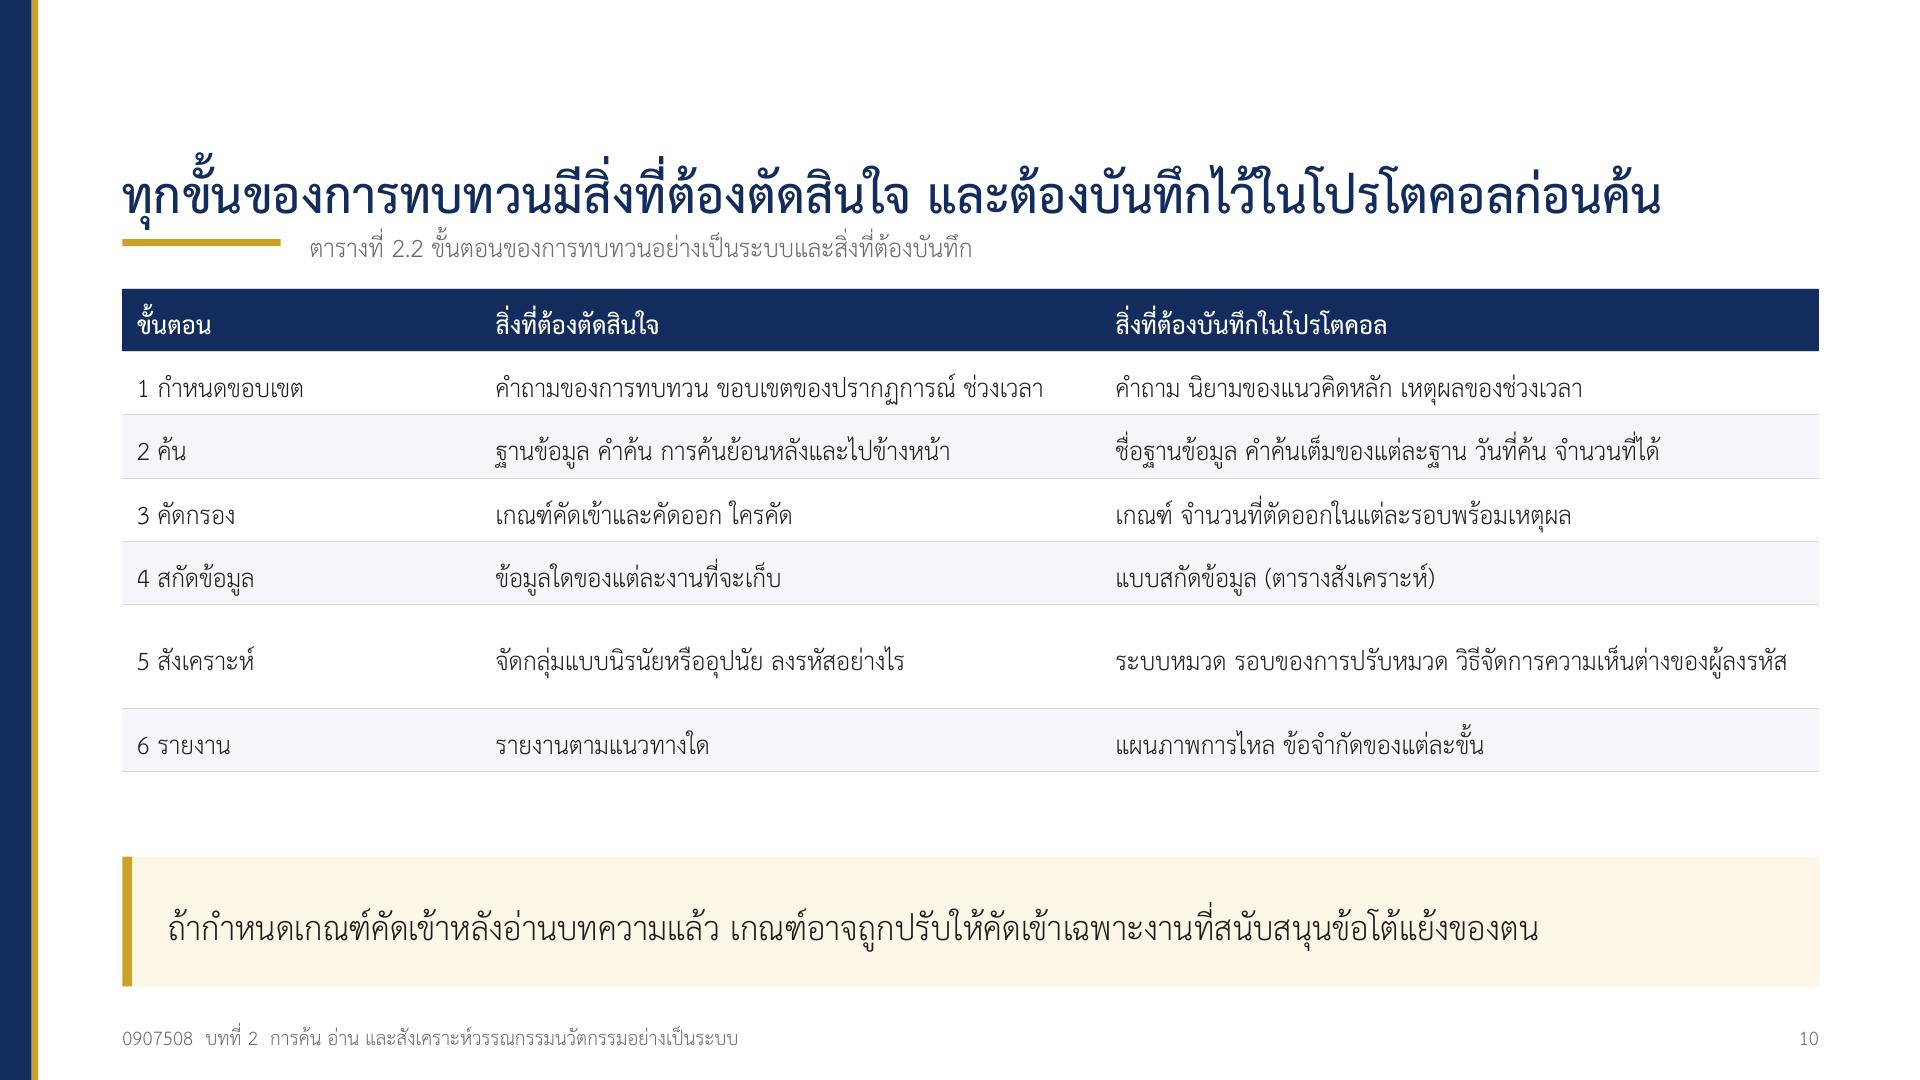 ทุกขั้นของการทบทวนมีสิ่งที่ต้องตัดสินใจ และต้องบันทึกไว้ในโปรโตคอลก่อนค้น
ตารางที่ 2.2 ขั้นตอนของการทบทวนอย่างเป็นระบบและสิ่งที่ต้องบันทึก
ขั้นตอน สิ่งที่ต้องตัดสินใจ สิ่งที่ต้องบันทึกในโปรโตคอล
1 กำหนดขอบเขต คำถามของการทบทวน ขอบเขตของปรากฏการณ์ ช่วงเวลา คำถาม นิยามของแนวคิดหลัก เหตุผลของช่วงเวลา
2 ค้น ฐานข้อมูล คำค้น การค้นย้อนหลังและไปข้างหน้า ชื่อฐานข้อมูล คำค้นเต็มของแต่ละฐาน วันที่ค้น จำนวนที่ได้
3 คัดกรอง เกณฑ์คัดเข้าและคัดออก ใครคัด เกณฑ์ จำนวนที่ตัดออกในแต่ละรอบพร้อมเหตุผล
4 สกัดข้อมูล ข้อมูลใดของแต่ละงานที่จะเก็บ แบบสกัดข้อมูล (ตารางสังเคราะห์)
5 สังเคราะห์ จัดกลุ่มแบบนิรนัยหรืออุปนัย ลงรหัสอย่างไร ระบบหมวด รอบของการปรับหมวด วิธีจัดการความเห็นต่างของผู้ลงรหัส
6 รายงาน รายงานตามแนวทางใด แผนภาพการไหล ข้อจำกัดของแต่ละขั้น
ถ้ากำหนดเกณฑ์คัดเข้าหลังอ่านบทความแล้ว เกณฑ์อาจถูกปรับให้คัดเข้าเฉพาะงานที่สนับสนุนข้อโต้แย้งของตน
0907508 บทที่ 2 การค้น อ่าน และสังเคราะห์วรรณกรรมนวัตกรรมอย่างเป็นระบบ 10